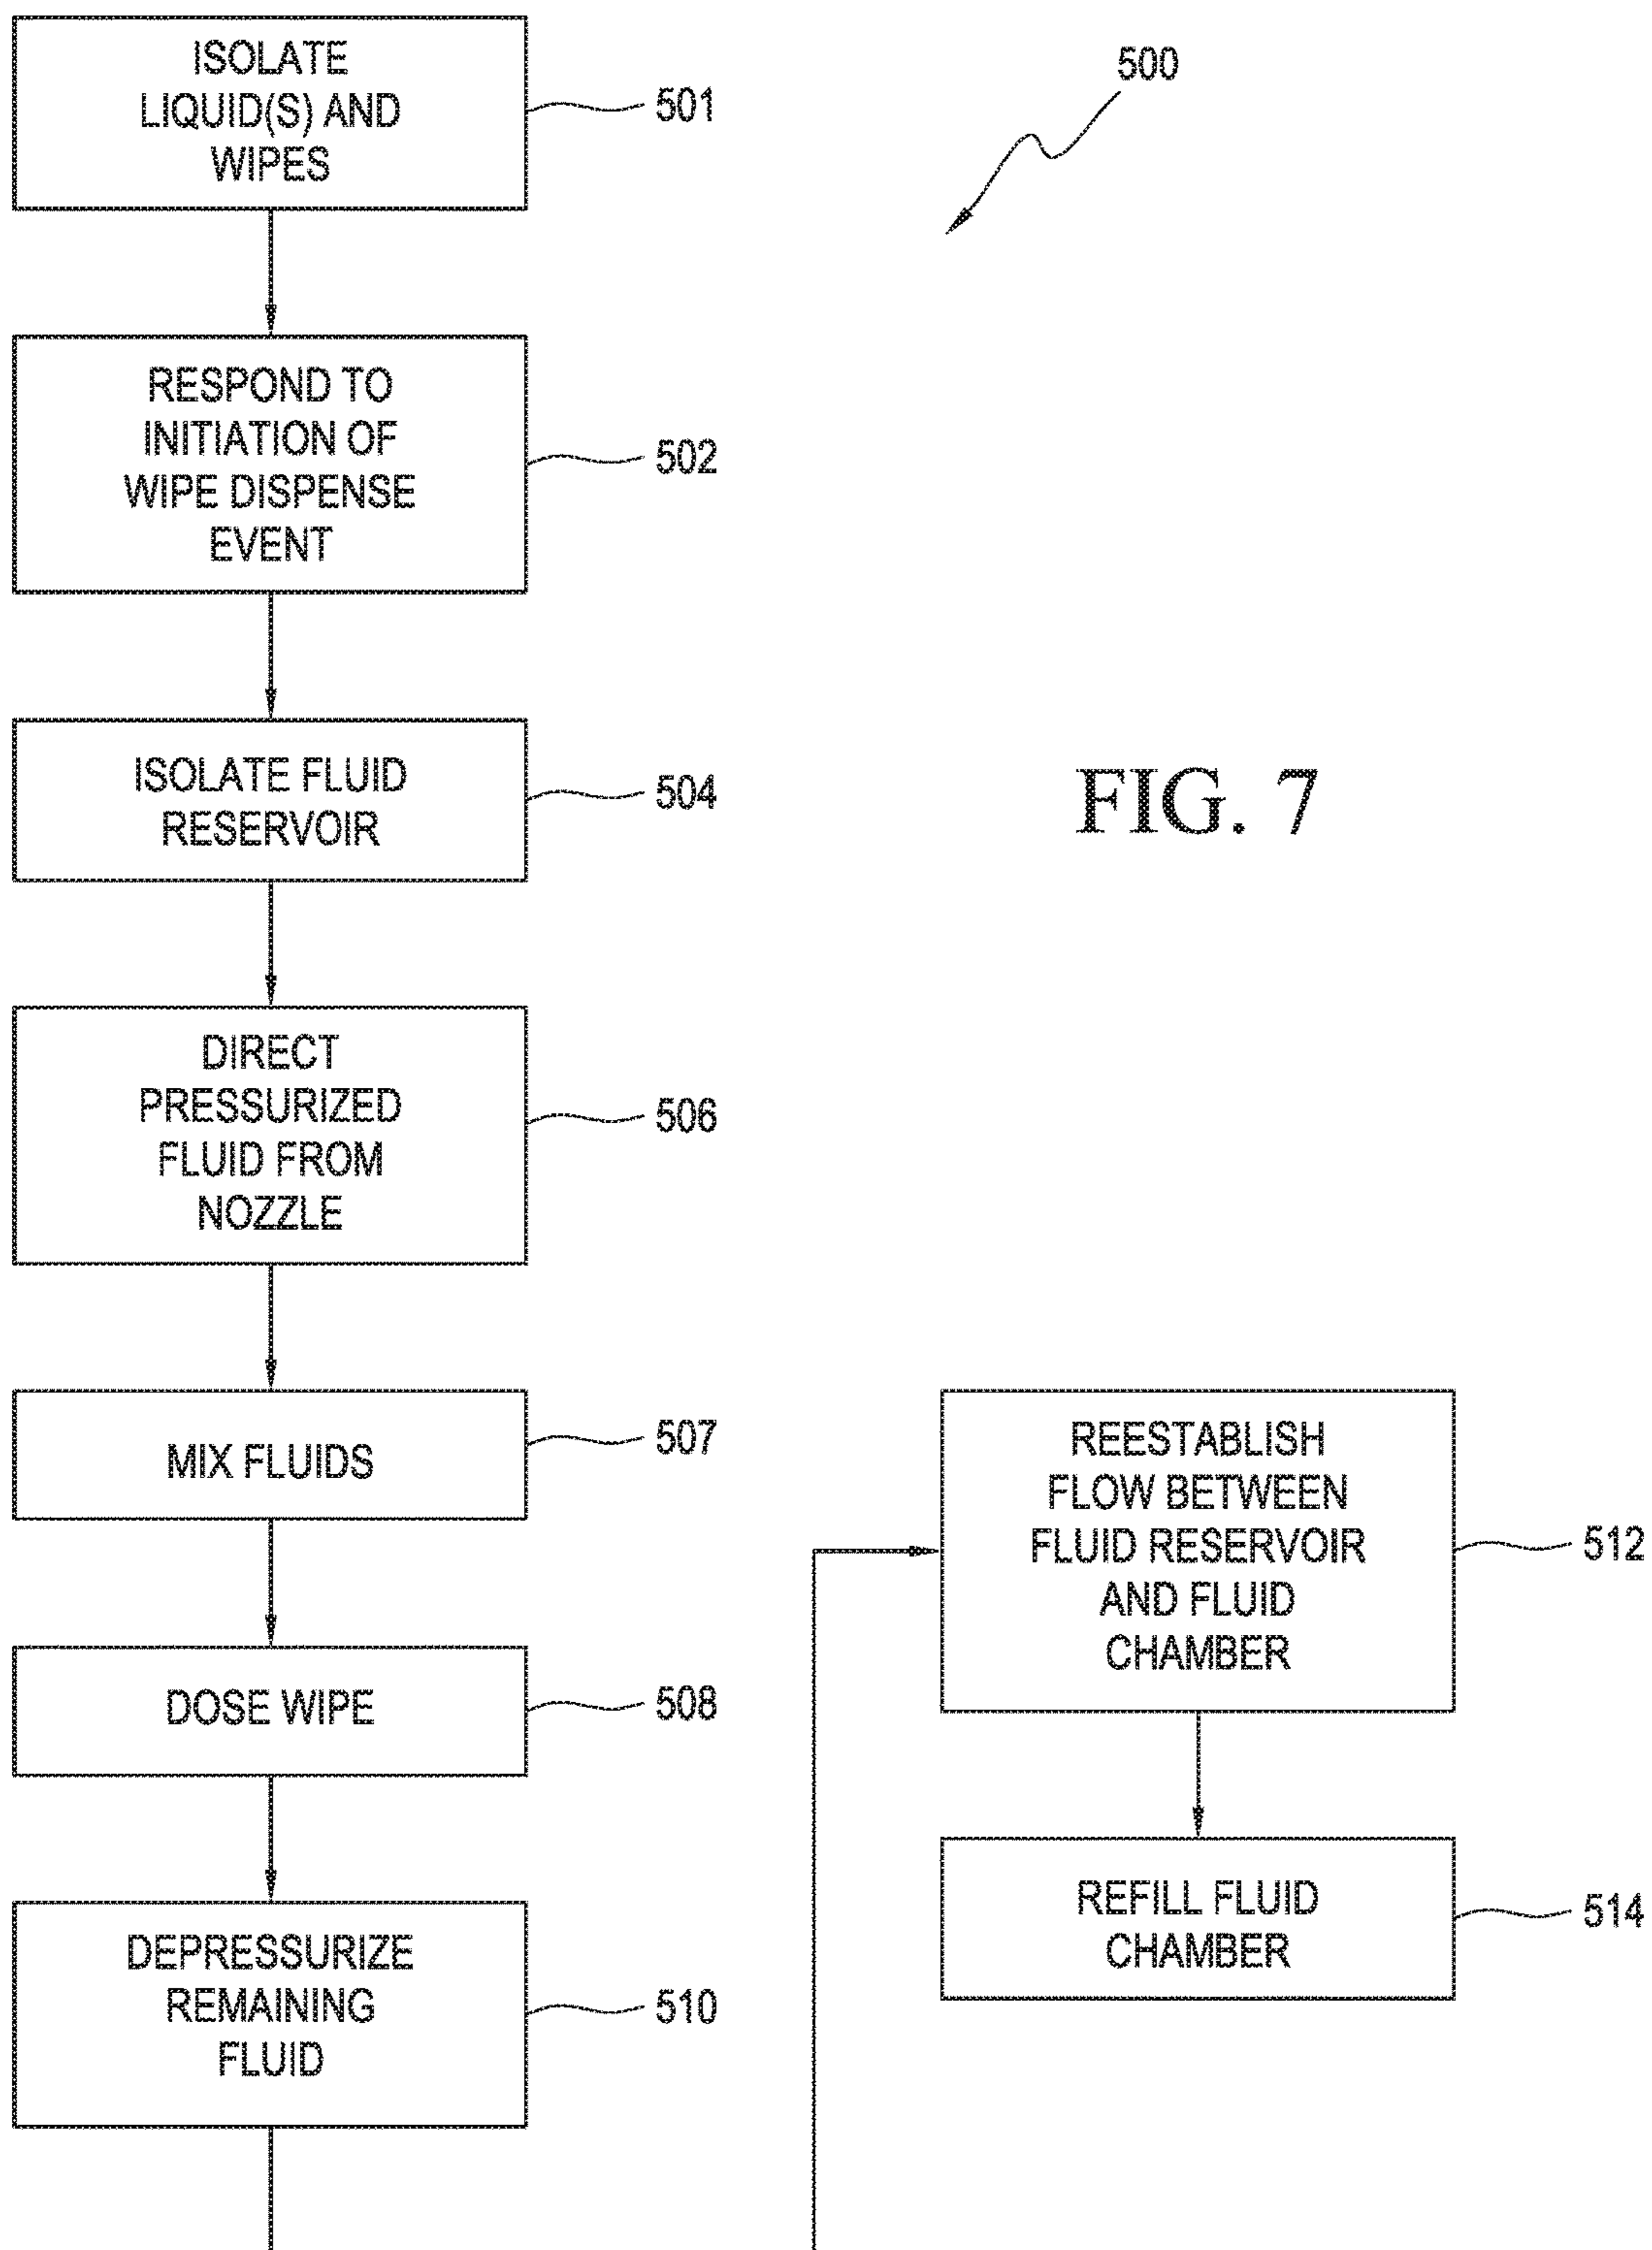 ISOLATE
LIQUID(S) AND
WIPES
501
500
RESPOND TO
INITIATION OF
WIPE DISPENSE
EVENT
502
ISOLATE FLUID
RESERVOIR
504
FIG. 7
DIRECT
PRESSURIZED
FLUID FROM
NOZZLE
506
MIX FLUIDS
507
DOSE WIPE
508
DEPRESSURIZE
REMAINING
FLUID
510
REESTABLISH
FLOW BETWEEN
FLUID RESERVOIR
AND FLUID
CHAMBER
512
REFILL FLUID
CHAMBER
514